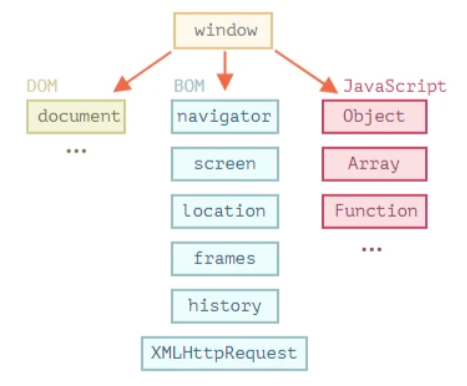 window
DOM
BOM
JavaScript
document
navigator
Object
...
screen
Array
location
Function
frames
...
history
XMLHttpRequest